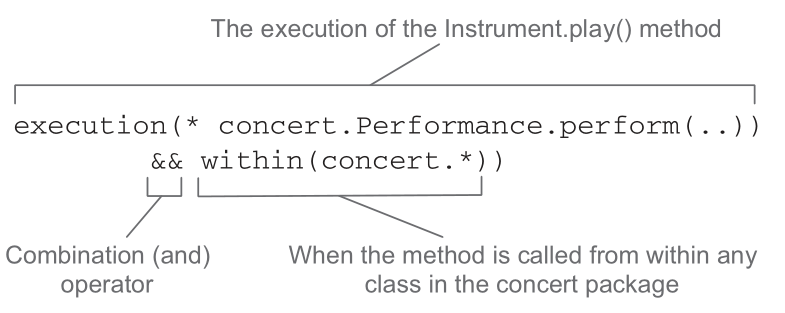 The execution of the Instrument.play() method
execution(* concert.Performance.perform(..))
&& within(concert.*))
Combination (and)
operator
When the method is called from within any
class in the concert package